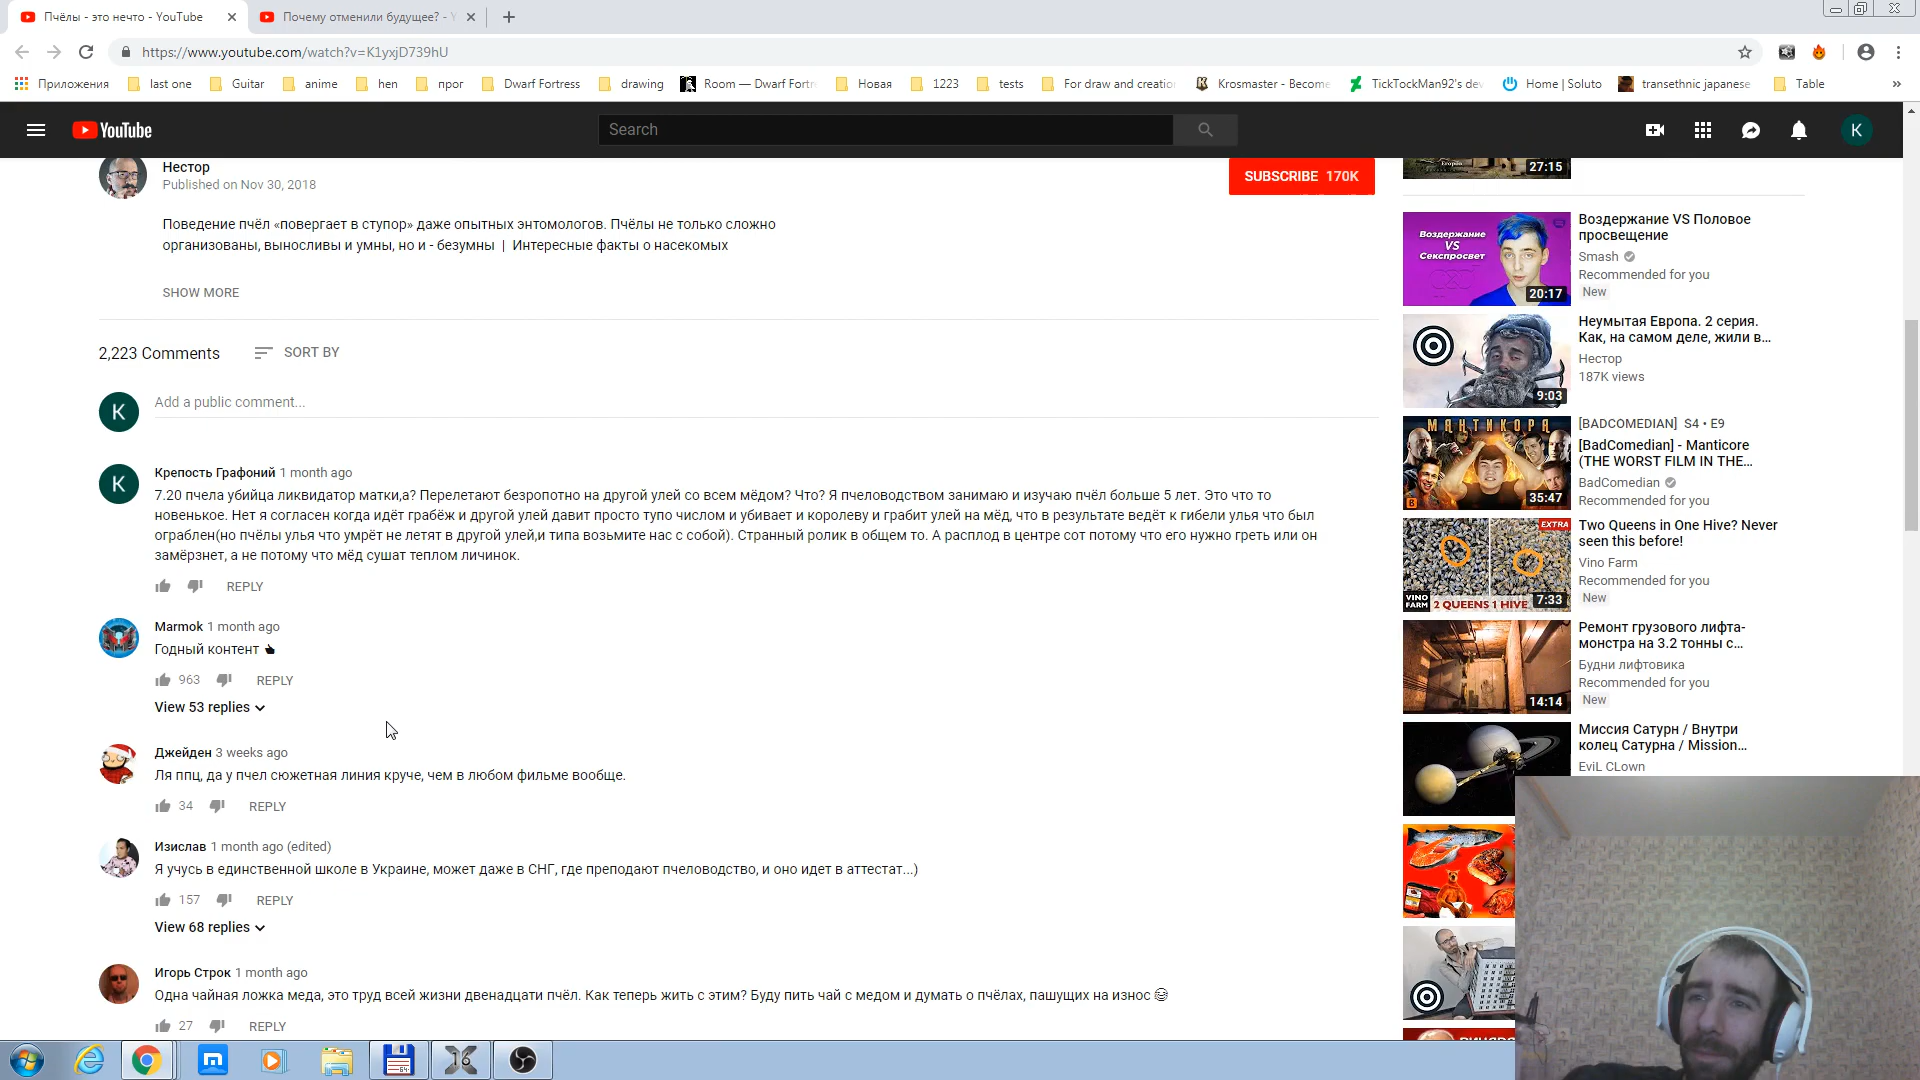 Пчёлы - это нечто - YouTube
Почему отменили будущее? - Y
https://www.youtube.com/watch?v=K1yxjD739hU
Приложения last one Guitar anime hen прог Dwarf Fortress drawing Room — Dwarf Fortr Новая 1223 tests For draw and creation Krosmaster - Become TickTockMan92's dev Home | Soluto transethnic japanese Table »
YouTube
Search
K
Нестор
Published on Nov 30, 2018
SUBSCRIBE 170K
Поведение пчёл «повергает в ступор» даже опытных энтомологов. Пчёлы не только сложно
организованы, выносливы и умны, но и - безумны | Интересные факты о насекомых
SHOW MORE
2,223 Comments
SORT BY
K
Add a public comment...
K
Крепость Графоний 1 month ago
7.20 пчела убийца ликвидатор матки,а? Перелетают безропотно на другой улей со всем мёдом? Что? Я пчеловодством занимаю и изучаю пчёл больше 5 лет. Это что то
новенькое. Нет я согласен когда идёт грабёж и другой улей давит просто тупо числом и убивает и королеву и грабит улей на мёд, что в результате ведёт к гибели улья что был
ограблен(но пчёлы улья что умрёт не летят в другой улей,и типа возьмите нас с собой). Странный ролик в общем то. А расплод в центре сот потому что его нужно греть или он
замёрзнет, а не потому что мёд сушат теплом личинок.
REPLY
Marmok 1 month ago
Годный контент
963 REPLY
View 53 replies
Джейден 3 weeks ago
Ля ппц, да у пчел сюжетная линия круче, чем в любом фильме вообще.
34 REPLY
Изислав 1 month ago (edited)
Я учусь в единственной школе в Украине, может даже в СНГ, где преподают пчеловодство, и оно идет в аттестат...)
157 REPLY
View 68 replies
Игорь Строк 1 month ago
Одна чайная ложка меда, это труд всей жизни двенадцати пчёл. Как теперь жить с этим? Буду пить чай с медом и думать о пчёлах, пашущих на износ 😂
27 REPLY
27:15
Воздержание
VS
Секспросвет
20:17
Воздержание VS Половое
просвещение
Smash
Recommended for you
New
9:03
Неумытая Европа. 2 серия.
Как, на самом деле, жили в...
Нестор
187K views
МАНТИКОРА
35:47
[BADCOMEDIAN] S4 • E9
[BadComedian] - Manticore
(THE WORST FILM IN THE...
BadComedian
Recommended for you
EXTRA
VINO
FARM
2 QUEENS 1 HIVE
7:33
Two Queens in One Hive? Never
seen this before!
Vino Farm
Recommended for you
New
14:14
Ремонт грузового лифта-
монстра на 3.2 тонны с...
Будни лифтовика
Recommended for you
New
Миссия Сатурн / Внутри
колец Сатурна / Mission...
EviL CLown